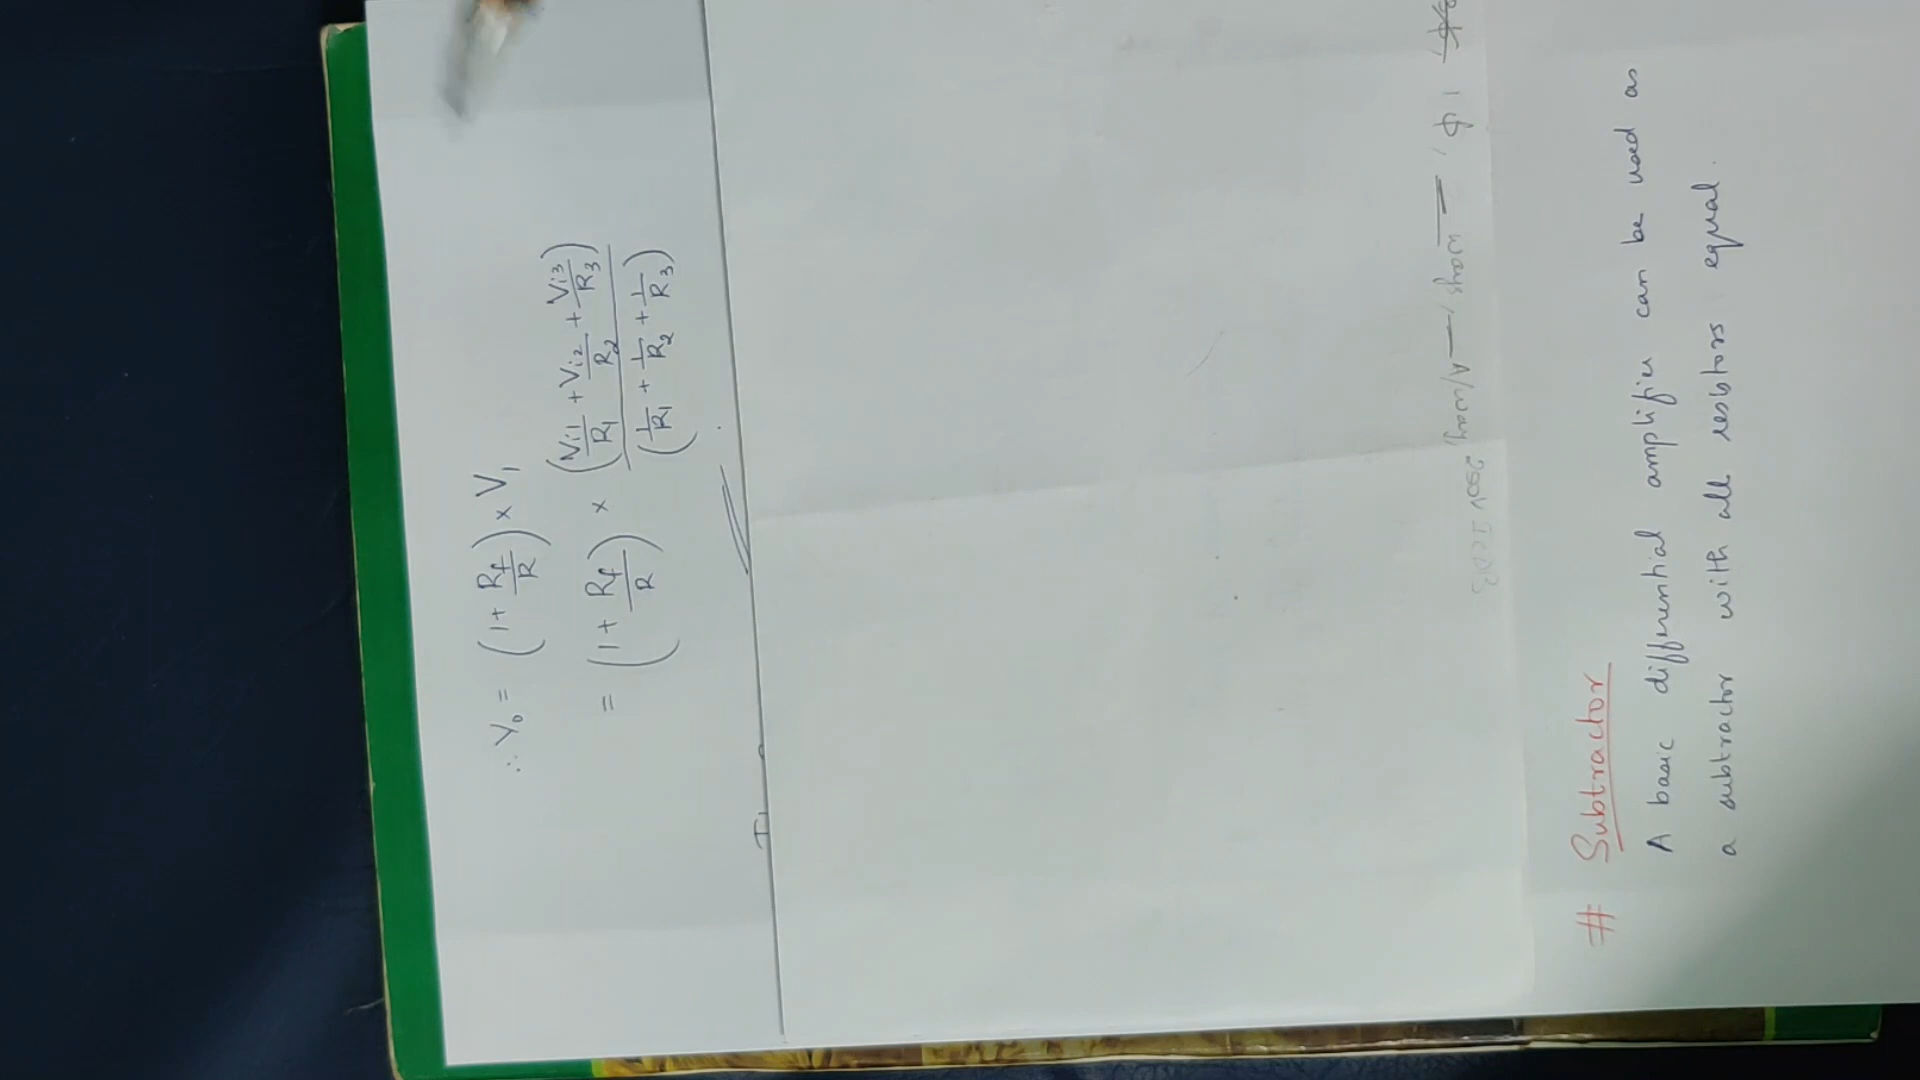 ∴ V₀ = (1 + Rf/R) × V₁
= (1 + Rf/R) × (Vi1/R1 + Vi2/R2 + Vi3/R3) / (1/R1 + 1/R2 + 1/R3)
# Subtractor
A basic differential amplifier can be used as
a subtractor with all resistors equal.